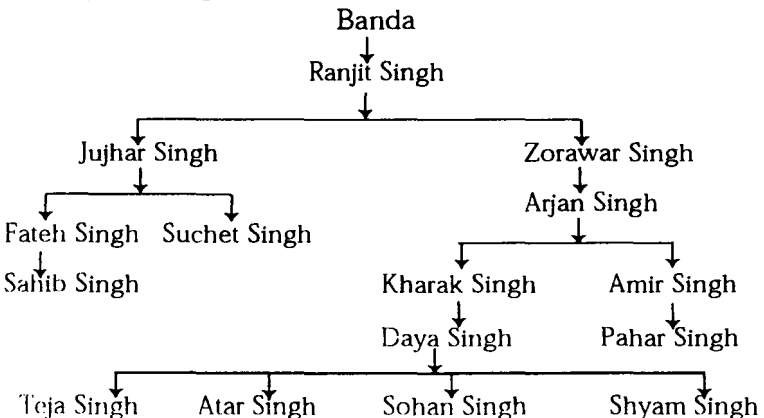 Banda
Ranjit Singh
Jujhar Singh Zorawar Singh
Arjan Singh
Fateh Singh Suchet Singh
Sahib Singh Kharak Singh Amir Singh
Daya Singh Pahar Singh
Teja Singh Atar Singh Sohan Singh Shyam Singh